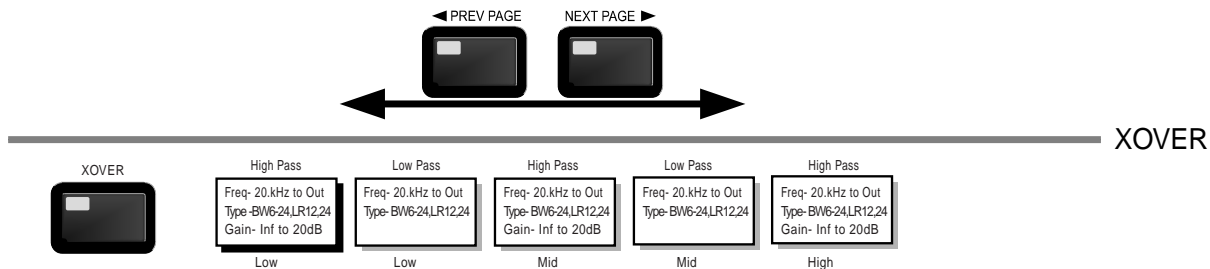 ◀ PREV PAGE NEXT PAGE ▶
XOVER
XOVER
High Pass Low Pass High Pass Low Pass High Pass
Freq- 20.kHz to Out Freq- 20.kHz to Out Freq- 20.kHz to Out Freq- 20.kHz to Out Freq- 20.kHz to Out
Type -BW6-24,LR12,24 Type- BW6-24,LR12,24 Type- BW6-24,LR12,24 Type- BW6-24,LR12,24 Type- BW6-24,LR12,24
Gain- Inf to 20dB Gain- Inf to 20dB Gain- Inf to 20dB
Low Low Mid Mid High